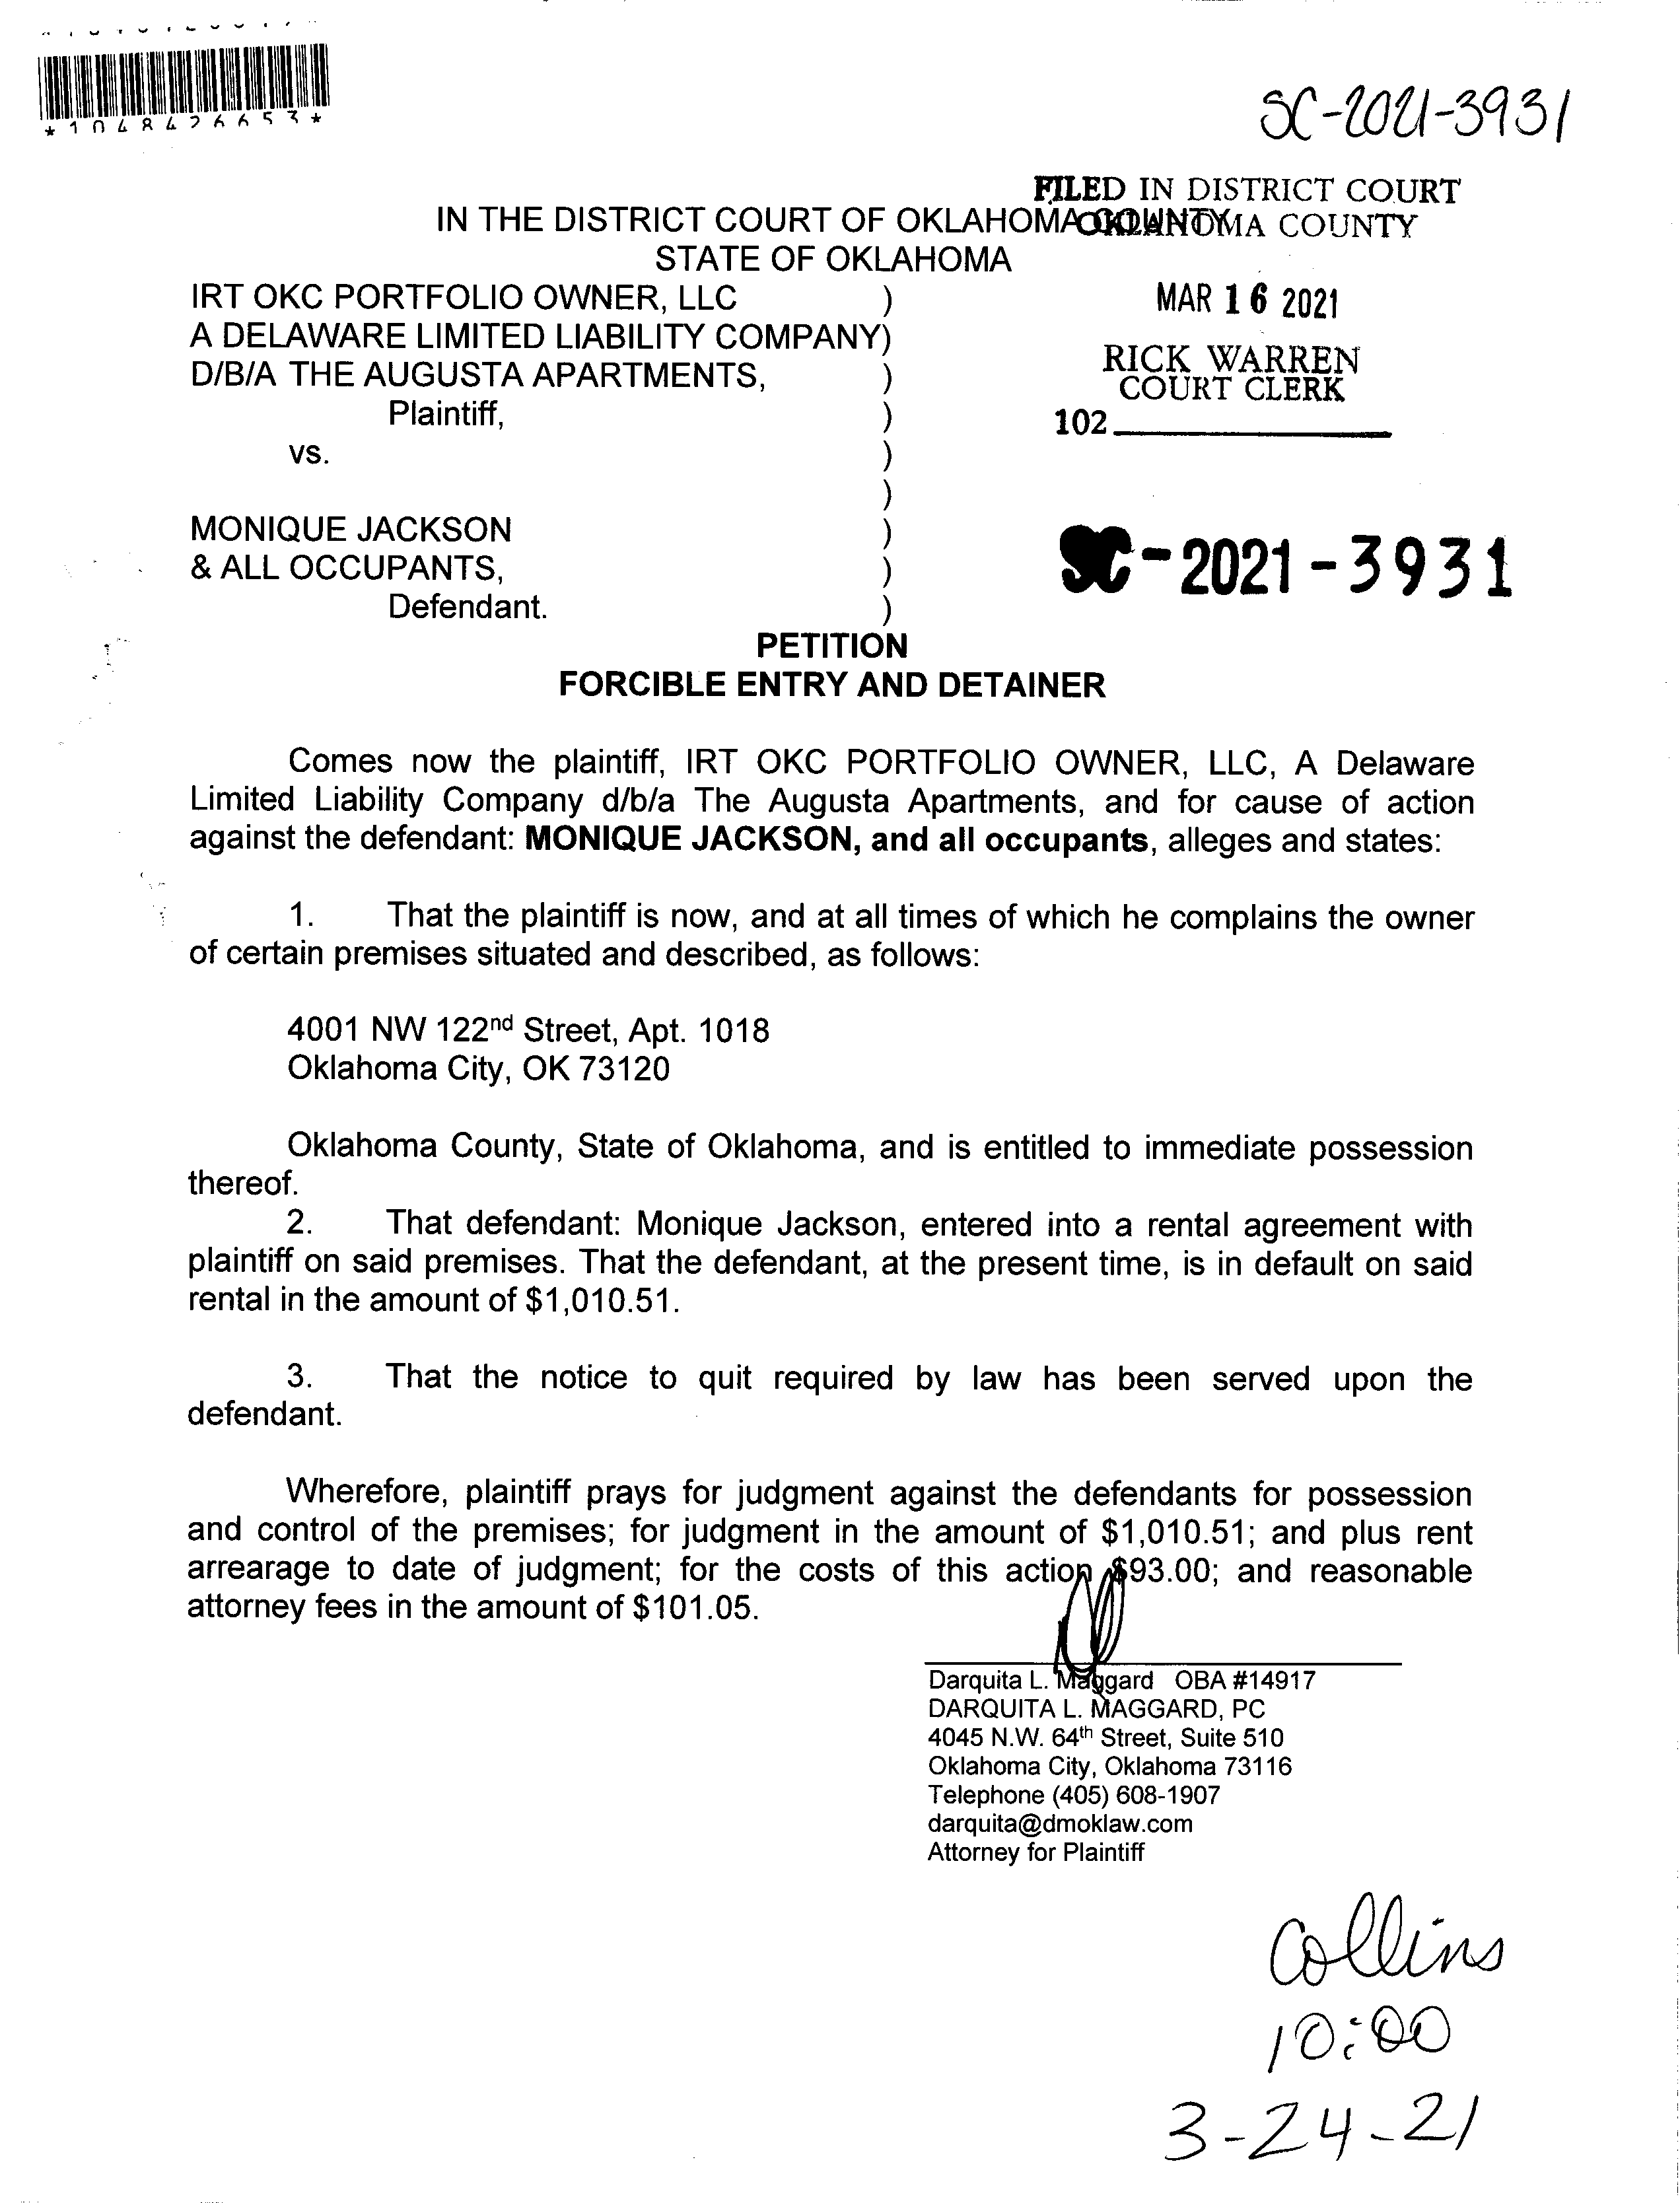 SC-2021-3931
FILED IN DISTRICT COURT
OKLAHOMA COUNTY
IN THE DISTRICT COURT OF OKLAHOMA COUNTY
STATE OF OKLAHOMA
IRT OKC PORTFOLIO OWNER, LLC )
A DELAWARE LIMITED LIABILITY COMPANY)
D/B/A THE AUGUSTA APARTMENTS, )
Plaintiff, )
vs. )
)
MONIQUE JACKSON )
& ALL OCCUPANTS, )
Defendant. )
MAR 16 2021
RICK WARREN
COURT CLERK
102
SC-2021-3931
PETITION
FORCIBLE ENTRY AND DETAINER
Comes now the plaintiff, IRT OKC PORTFOLIO OWNER, LLC, A Delaware
Limited Liability Company d/b/a The Augusta Apartments, and for cause of action
against the defendant: MONIQUE JACKSON, and all occupants, alleges and states:
1. That the plaintiff is now, and at all times of which he complains the owner
of certain premises situated and described, as follows:
4001 NW 122nd Street, Apt. 1018
Oklahoma City, OK 73120
Oklahoma County, State of Oklahoma, and is entitled to immediate possession
thereof.
2. That defendant: Monique Jackson, entered into a rental agreement with
plaintiff on said premises. That the defendant, at the present time, is in default on said
rental in the amount of $1,010.51.
3. That the notice to quit required by law has been served upon the
defendant.
Wherefore, plaintiff prays for judgment against the defendants for possession
and control of the premises; for judgment in the amount of $1,010.51; and plus rent
arrearage to date of judgment; for the costs of this action $93.00; and reasonable
attorney fees in the amount of $101.05.
Darquita L. Maggard OBA #14917
DARQUITA L. MAGGARD, PC
4045 N.W. 64th Street, Suite 510
Oklahoma City, Oklahoma 73116
Telephone (405) 608-1907
darquita@dmoklaw.com
Attorney for Plaintiff
Collins
10:00
3-24-21